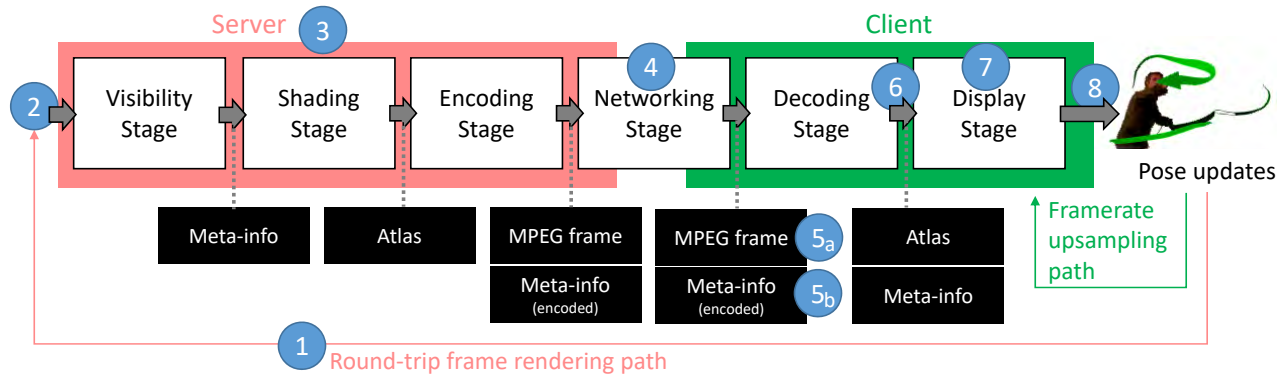 Server
3
Client
4
7
2
Visibility
Stage
Shading
Stage
Encoding
Stage
Networking
Stage
Decoding
Stage
6
Display
Stage
8
Pose updates
Meta-info
Atlas
MPEG frame
Meta-info
(encoded)
MPEG frame
5a
Meta-info
(encoded)
5b
Atlas
Meta-info
Framerate
upsampling
path
1
Round-trip frame rendering path